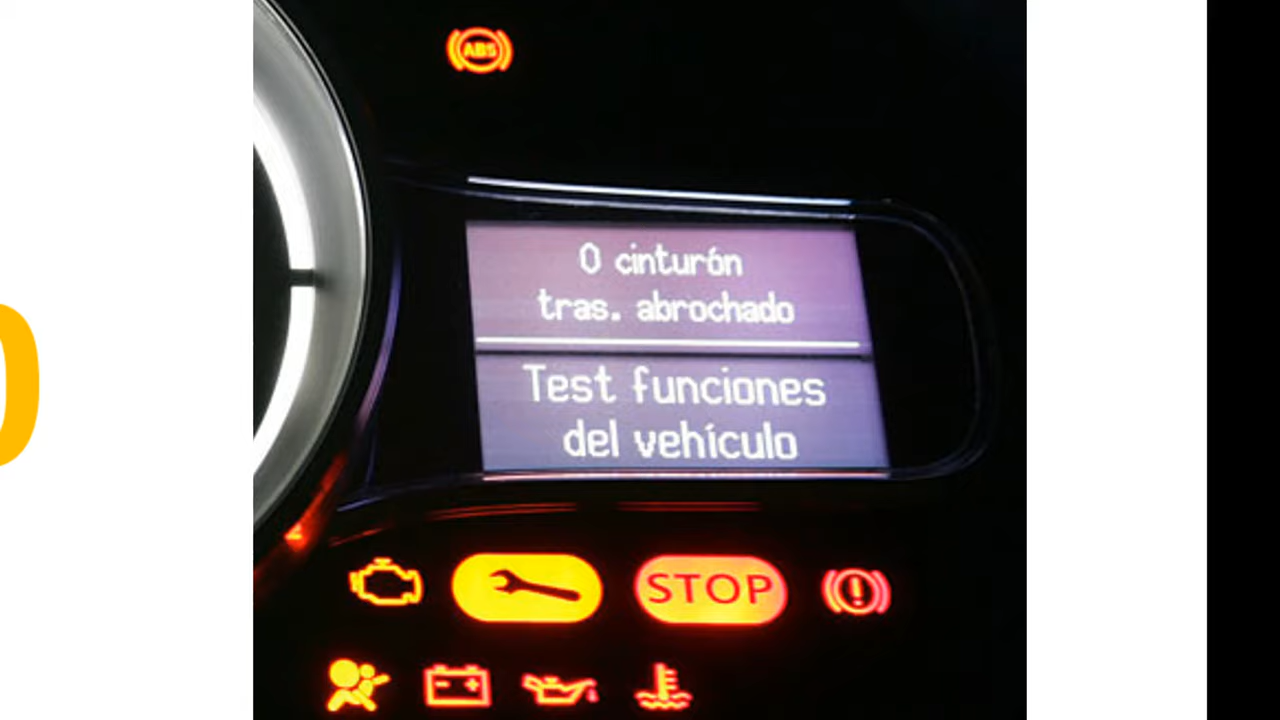 ABS
0 cinturón
tras. abrochado
Test funciones
del vehículo
STOP